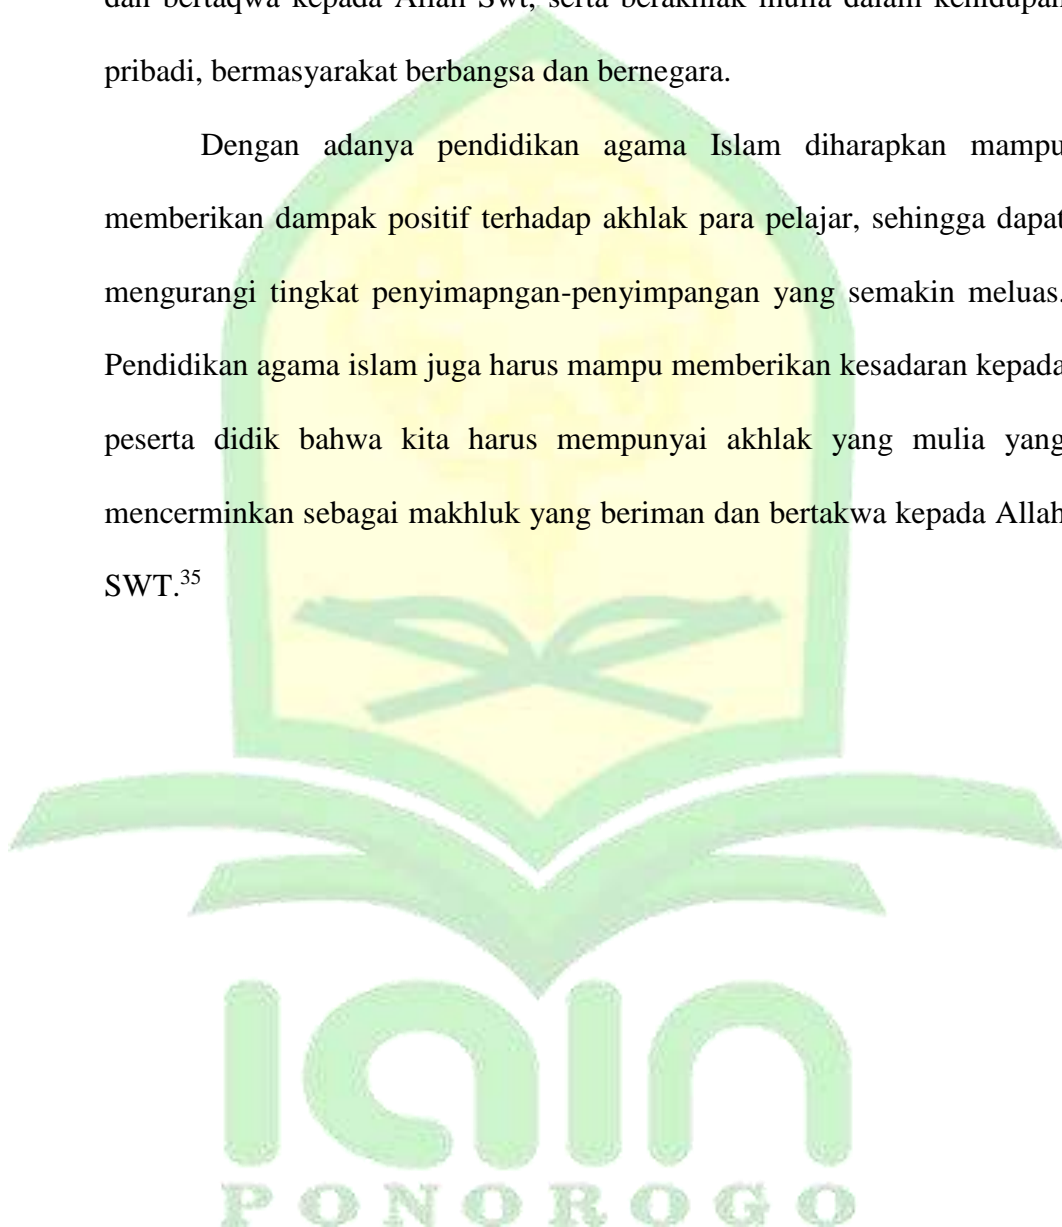 dan bertaqwa kepada Allah Swt, serta berakhlak mulia dalam kehidupan
pribadi, bermasyarakat berbangsa dan bernegara.
Dengan adanya pendidikan agama Islam diharapkan mampu
memberikan dampak positif terhadap akhlak para pelajar, sehingga dapat
mengurangi tingkat penyimapngan-penyimpangan yang semakin meluas.
Pendidikan agama islam juga harus mampu memberikan kesadaran kepada
peserta didik bahwa kita harus mempunyai akhlak yang mulia yang
mencerminkan sebagai makhluk yang beriman dan bertakwa kepada Allah
SWT.³⁵
iain
PONOROGO